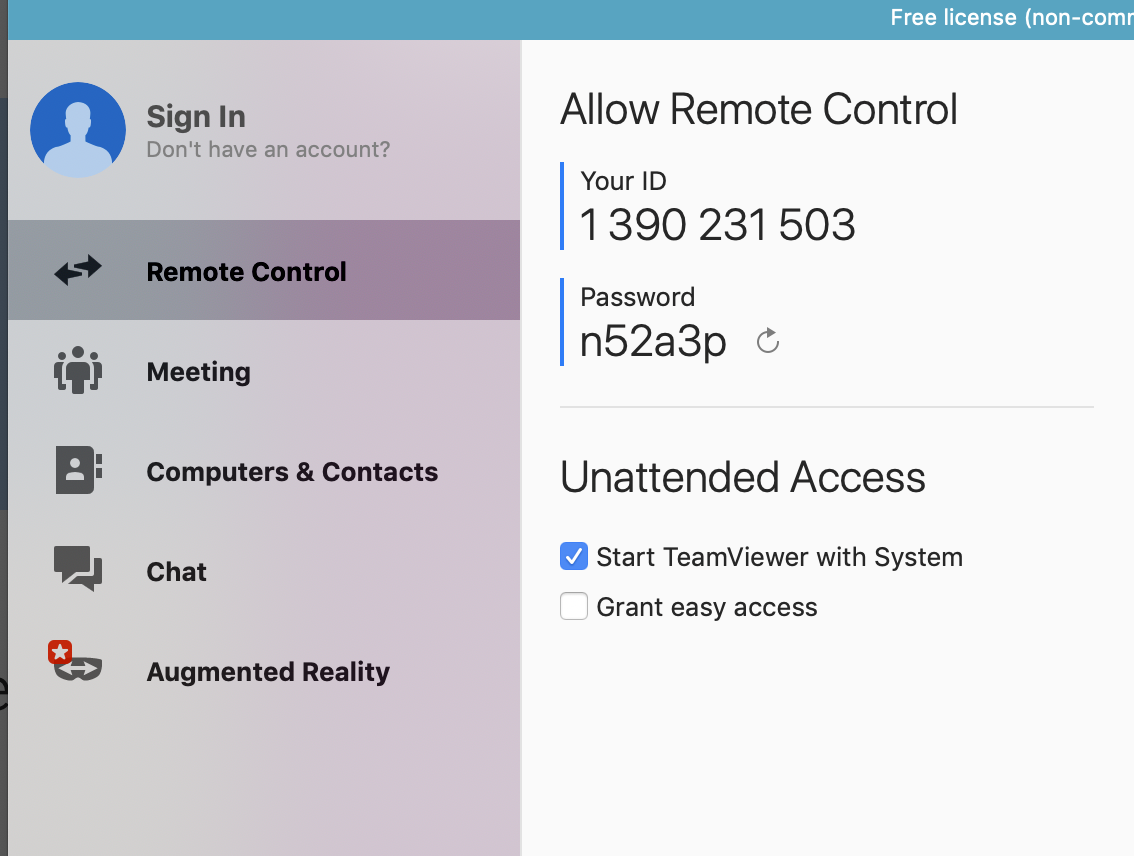 Free license (non-comm
Sign In
Don't have an account?
Remote Control
Meeting
Computers & Contacts
Chat
Augmented Reality
Allow Remote Control
Your ID
1 390 231 503
Password
n52a3p
Unattended Access
Start TeamViewer with System
Grant easy access